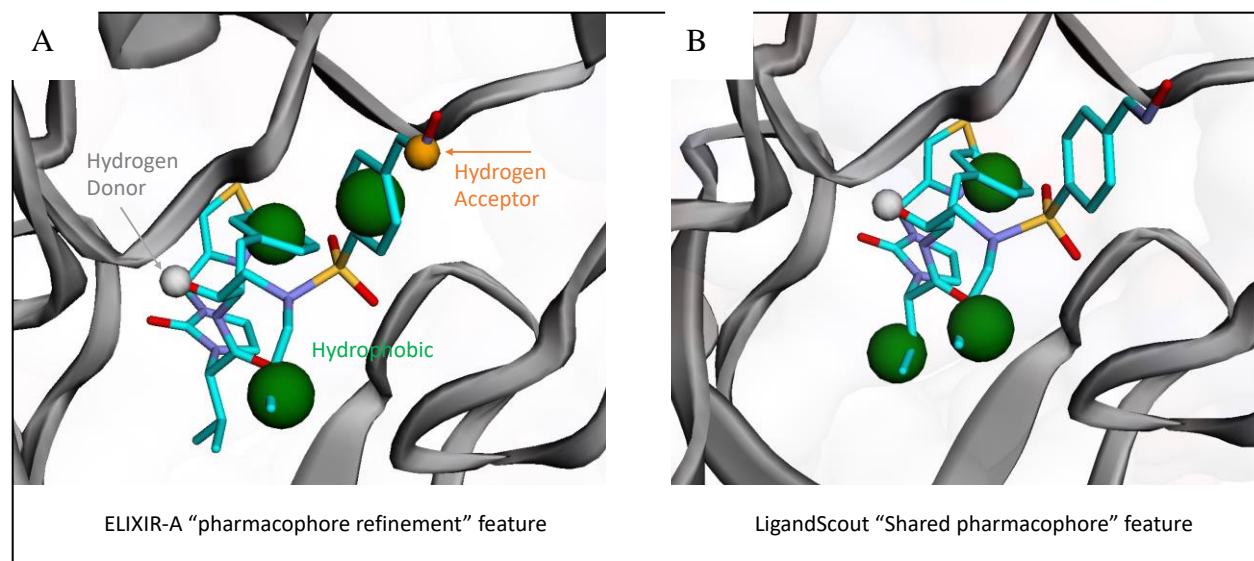 A
B
Hydrogen
Donor
Hydrogen
Acceptor
Hydrophobic
ELIXIR-A “pharmacophore refinement” feature
LigandScout “Shared pharmacophore” feature